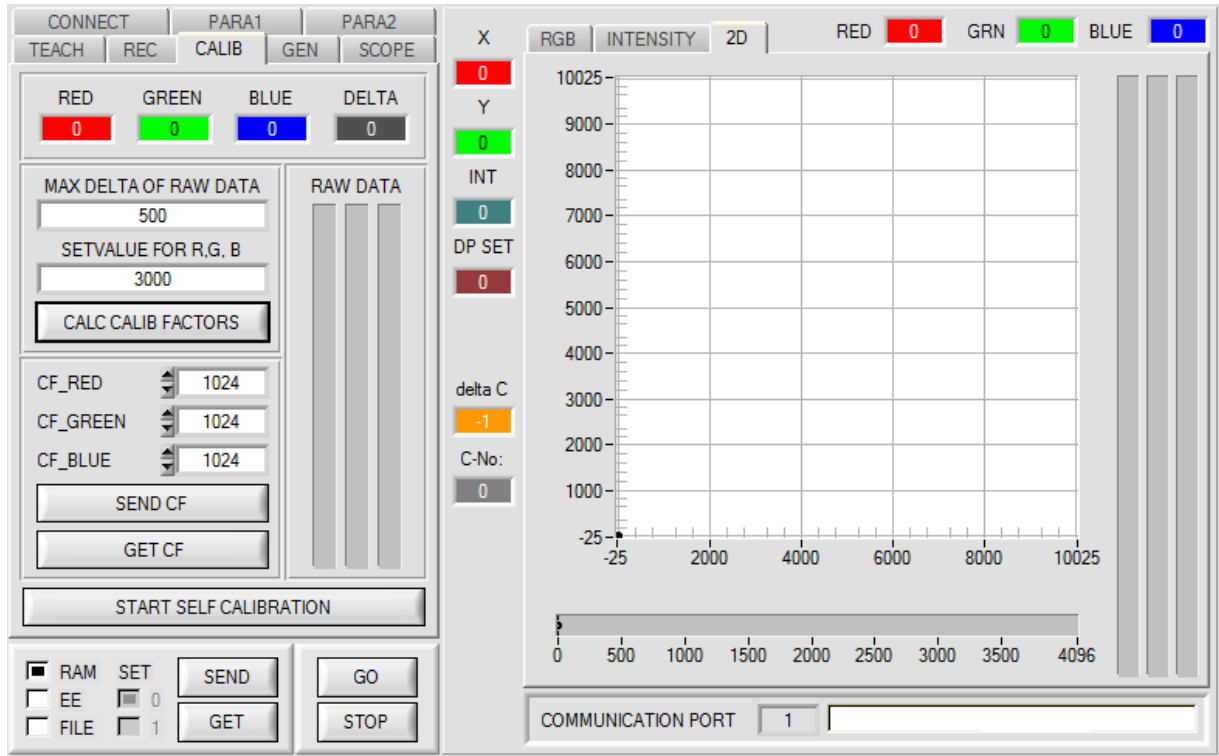 CONNECT PARA1 PARA2
TEACH REC CALIB GEN SCOPE
RED GREEN BLUE DELTA
0 0 0 0
MAX DELTA OF RAW DATA
500
SETVALUE FOR R,G, B
3000
CALC CALIB FACTORS
RAW DATA
CF_RED 1024
CF_GREEN 1024
CF_BLUE 1024
SEND CF
GET CF
START SELF CALIBRATION
RAM SET
EE 0
FILE 1
SEND
GET
GO
STOP
X
0
Y
0
INT
0
DP SET
0
delta C
-1
C-No:
0
RGB INTENSITY 2D
RED 0 GRN 0 BLUE 0
10025
9000
8000
7000
6000
5000
4000
3000
2000
1000
-25
-25 2000 4000 6000 8000 10025
0 500 1000 1500 2000 2500 3000 3500 4096
COMMUNICATION PORT 1